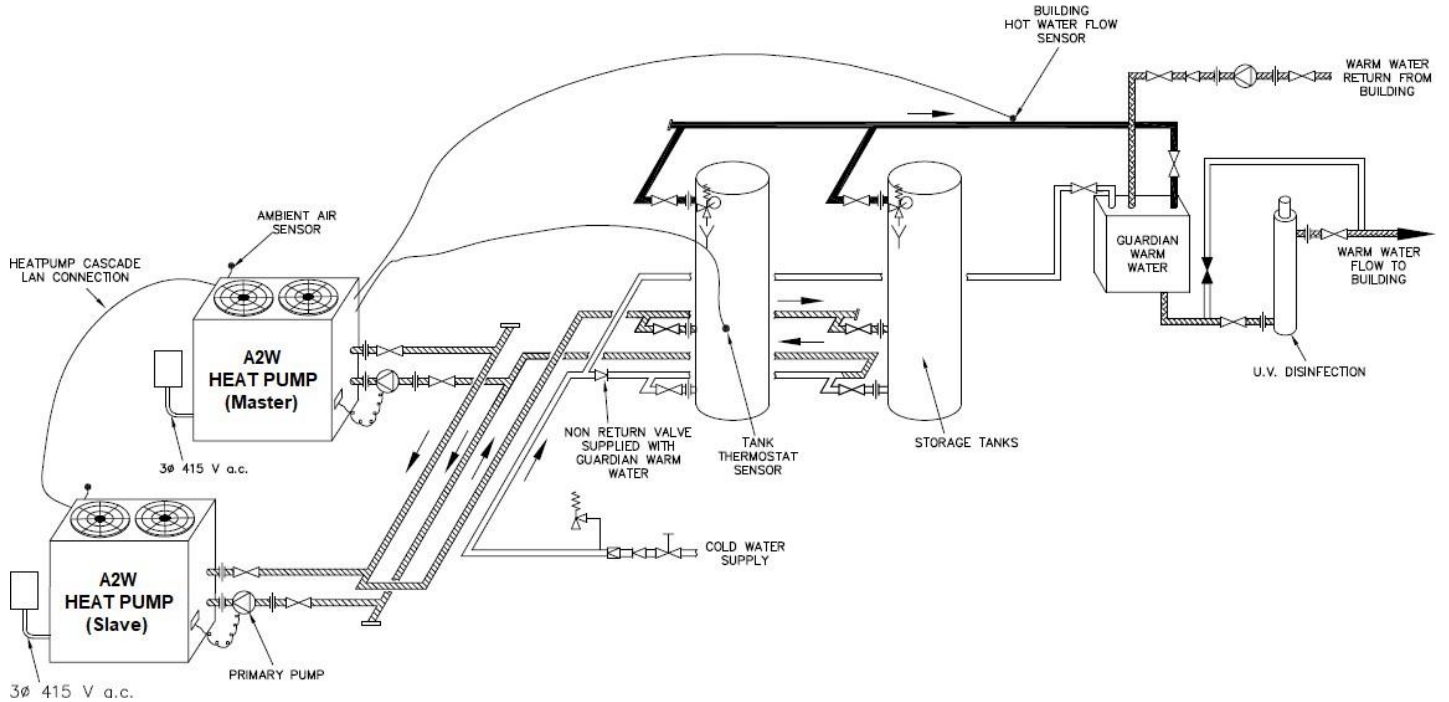 BUILDING
HOT WATER FLOW
SENSOR
WARM WATER
RETURN FROM
BUILDING
AMBIENT AIR
SENSOR
HEATPUMP CASCADE
LAN CONNECTION
GUARDIAN
WARM
WATER
WARM WATER
FLOW TO
BUILDING
A2W
HEAT PUMP
(Master)
U.V. DISINFECTION
NON RETURN VALVE
SUPPLIED WITH
GUARDIAN WARM
WATER
TANK
THERMOSTAT
SENSOR
STORAGE TANKS
3ø 415 V a.c.
COLD WATER
SUPPLY
A2W
HEAT PUMP
(Slave)
PRIMARY PUMP
3ø 415 V a.c.